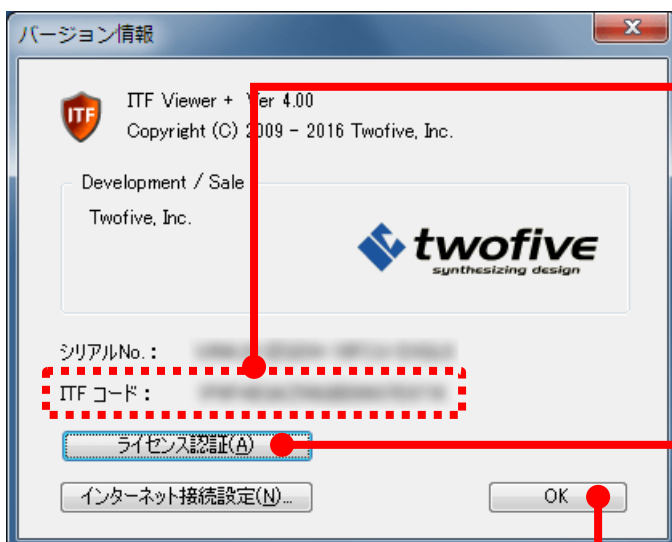 バージョン情報
ITF
ITF Viewer + Ver 4.00
Copyright (C) 2009 - 2016 Twofive, Inc.
Development / Sale
Twofive, Inc.
twofive
synthesizing design
シリアルNo.：
ITF コード：
ライセンス認証(A)
インターネット接続設定(N)...
OK